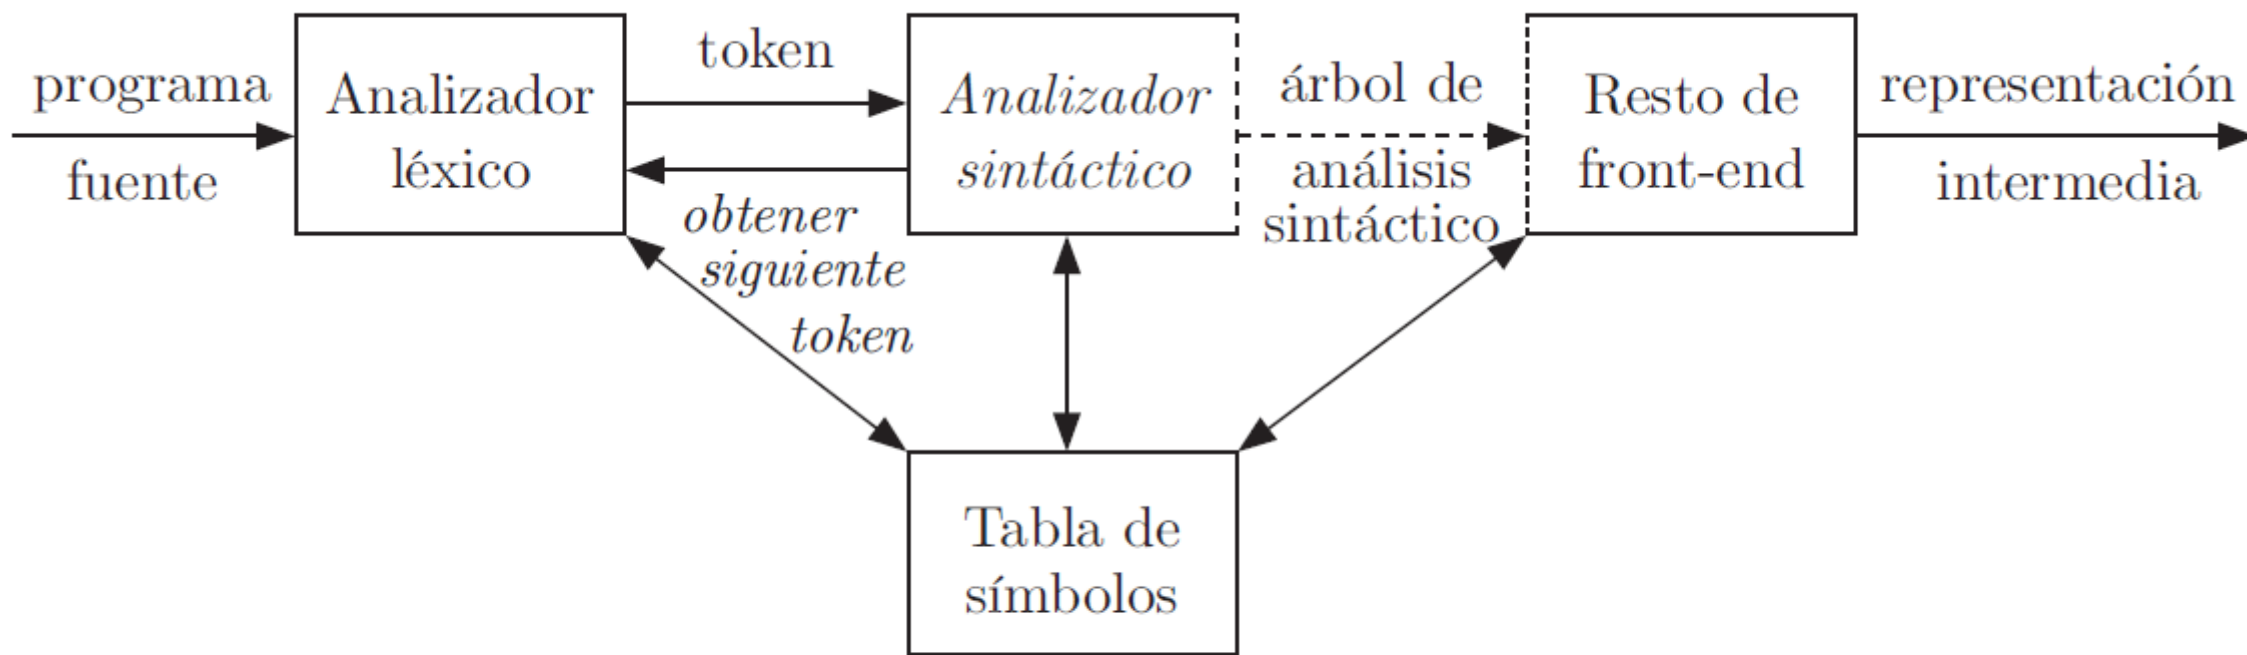 programa
fuente
Analizador
léxico
token
obtener
siguiente
token
Analizador
sintáctico
árbol de
análisis
sintáctico
Resto de
front-end
representación
intermedia
Tabla de
símbolos